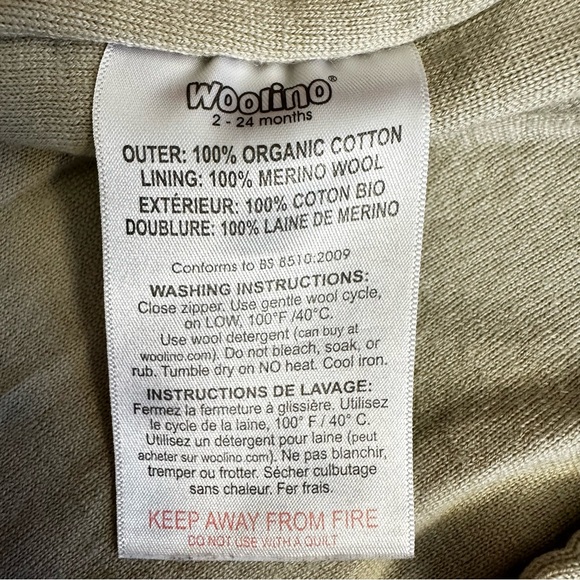 Woolino®
2 - 24 months
OUTER: 100% ORGANIC COTTON
LINING: 100% MERINO WOOL
EXTÉRIEUR: 100% COTON BIO
DOUBLURE: 100% LAINE DE MERINO
Conforms to BS 8510:2009
WASHING INSTRUCTIONS:
Close zipper. Use gentle wool cycle,
on LOW, 100°F /40°C.
Use wool detergent (can buy at
woolino.com). Do not bleach, soak, or
rub. Tumble dry on NO heat. Cool iron.
INSTRUCTIONS DE LAVAGE:
Fermez la fermeture à glissière. Utilisez
le cycle de la laine, 100° F / 40° C.
Utilisez un détergent pour laine (peut
acheter sur woolino.com). Ne pas blanchir,
tremper ou frotter. Sécher culbutage
sans chaleur. Fer frais.
KEEP AWAY FROM FIRE
DO NOT USE WITH A QUILT